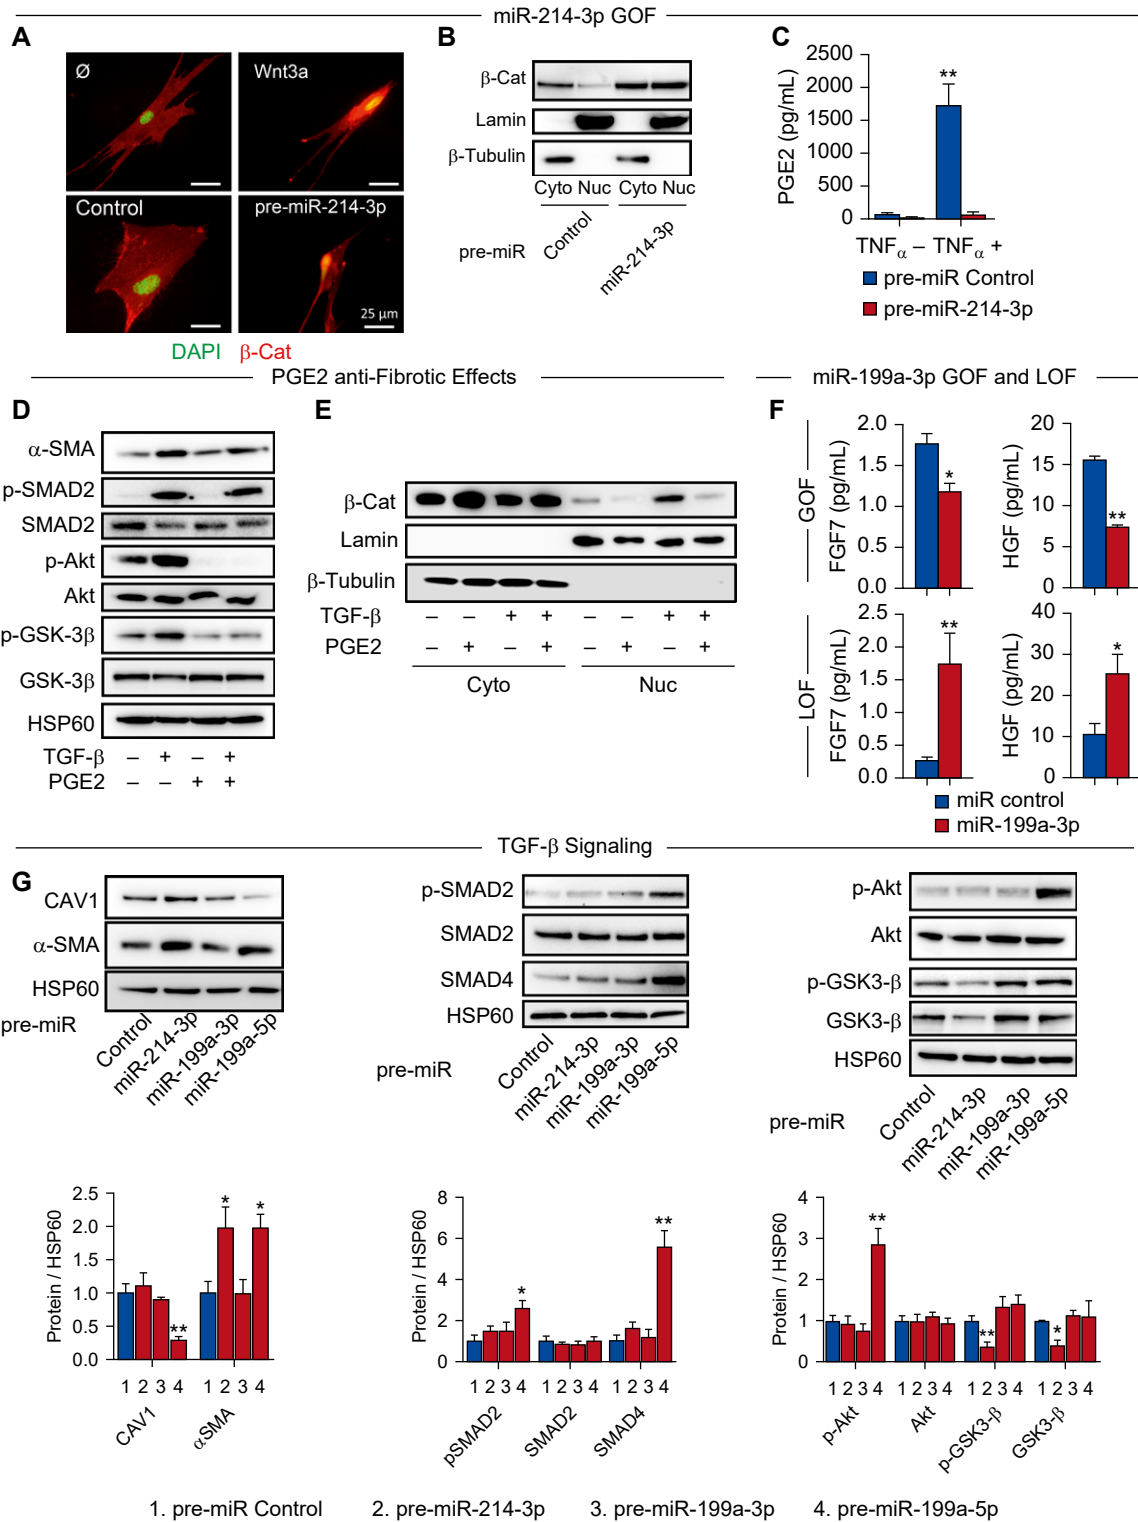 miR-214-3p GOF
A
Ø
Wnt3a
Control
pre-miR-214-3p
25 µm
DAPI β-Cat
B
β-Cat
Lamin
β-Tubulin
Cyto Nuc Cyto Nuc
pre-miR
Control
miR-214-3p
C
PGE2 (pg/mL)
2500
2000
1500
1000
500
0
TNFα – TNFα +
**
pre-miR Control
pre-miR-214-3p
PGE2 anti-Fibrotic Effects
D
α-SMA
p-SMAD2
SMAD2
p-Akt
Akt
p-GSK-3β
GSK-3β
HSP60
TGF-β – + – +
PGE2 – – + +
E
β-Cat
Lamin
β-Tubulin
TGF-β – – + + – – + +
PGE2 – + – + – + – +
Cyto Nuc
miR-199a-3p GOF and LOF
F
GOF
FGF7 (pg/mL)
2.0
1.5
1.0
0.5
0.0
*
HGF (pg/mL)
20
15
10
5
0
**
LOF
FGF7 (pg/mL)
2.5
2.0
1.5
1.0
0.5
0.0
**
HGF (pg/mL)
40
30
20
10
0
*
miR control
miR-199a-3p
TGF-β Signaling
G
CAV1
α-SMA
HSP60
pre-miR
Control
miR-214-3p
miR-199a-3p
miR-199a-5p
p-SMAD2
SMAD2
SMAD4
HSP60
pre-miR
Control
miR-214-3p
miR-199a-3p
miR-199a-5p
p-Akt
Akt
p-GSK3-β
GSK3-β
HSP60
pre-miR
Control
miR-214-3p
miR-199a-3p
miR-199a-5p
Protein / HSP60
2.5
2.0
1.5
1.0
0.5
0.0
** * *
1 2 3 4 1 2 3 4
CAV1
αSMA
Protein / HSP60
8
6
4
2
0
* **
1 2 3 4 1 2 3 4 1 2 3 4
pSMAD2
SMAD2
SMAD4
Protein / HSP60
4
3
2
1
0
** ** *
1 2 3 4 1 2 3 4 1 2 3 4 1 2 3 4
p-Akt
Akt
p-GSK3-β
GSK3-β
1. pre-miR Control 2. pre-miR-214-3p 3. pre-miR-199a-3p 4. pre-miR-199a-5p